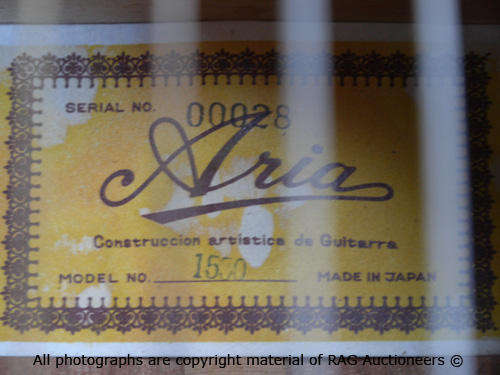 SERIAL NO. 00028
Aria
Construccion artistica de Guitarra
MODEL NO. MADE IN JAPAN
All photographs are copyright material of RAG Auctioneers ©